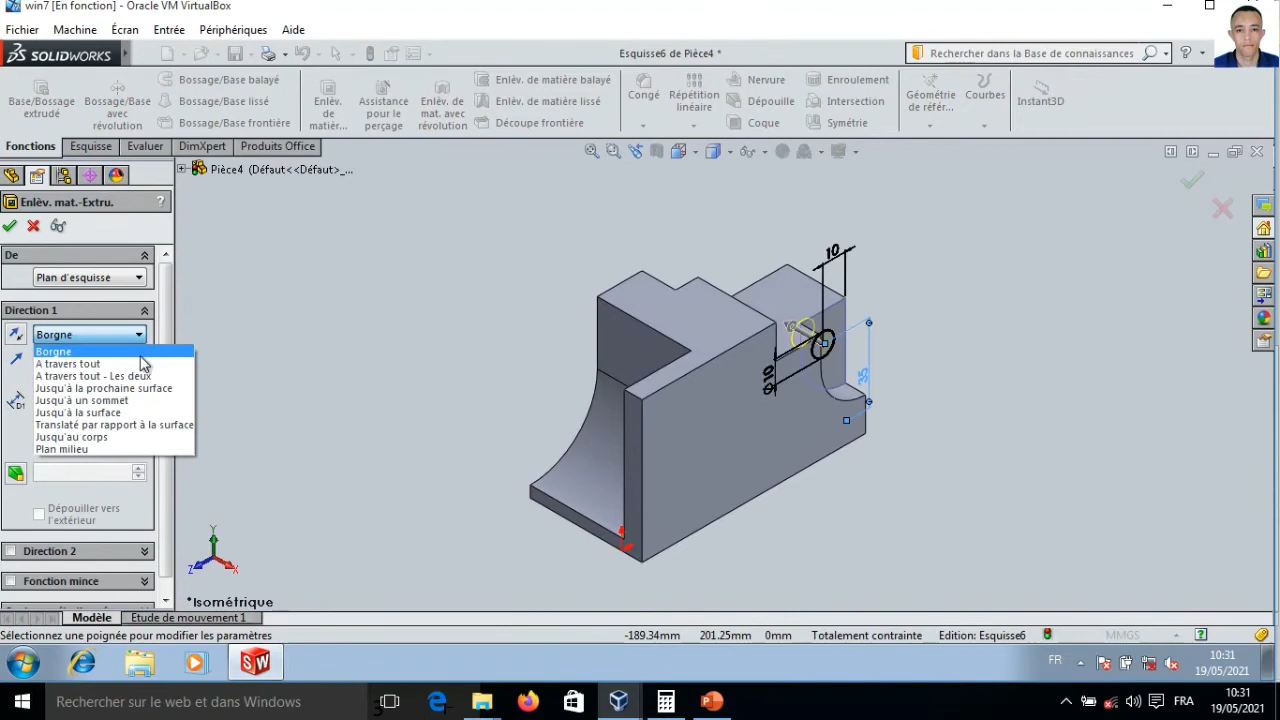 win7 [En fonction] - Oracle VM VirtualBox
Fichier Machine Écran Entrée Périphériques Aide
SOLIDWORKS
Esquisse6 de Pièce4 *
Rechercher dans la Base de connaissances
?
Base/Bossage extrudé
Bossage/Base avec révolution
Bossage/Base balayé
Bossage/Base lissé
Bossage/Base frontière
Enlèv. de matièr...
Assistance pour le perçage
Enlèv. de mat. avec révolution
Enlèv. de matière balayé
Enlèv. de matière lissé
Découpe frontière
Congé
Répétition linéaire
Nervure
Dépouille
Coque
Enroulement
Intersection
Symétrie
Géométrie de référ...
Courbes
Instant3D
Fonctions Esquisse Evaluer DimXpert Produits Office
Pièce4 (Défaut<<Défaut>_...
Enlèv. mat.-Extru.
?
De
Plan d'esquisse
Direction 1
Borgne
Borgne
A travers tout
A travers tout - Les deux
Jusqu'à la prochaine surface
Jusqu'à un sommet
Jusqu'à la surface
Translaté par rapport à la surface
Jusqu'au corps
Plan milieu
D1
Dépouiller vers
l'extérieur
Direction 2
Fonction mince
10
Ø10
35
Y
Z
X
*Isométrique
Modèle Etude de mouvement 1
Sélectionnez une poignée pour modifier les paramètres
-189.34mm 201.25mm 0mm Totalement contrainte Edition: Esquisse6 MMGS ?
SW
FR
10:31
19/05/2021
Rechercher sur le web et dans Windows
FRA
10:31
19/05/2021